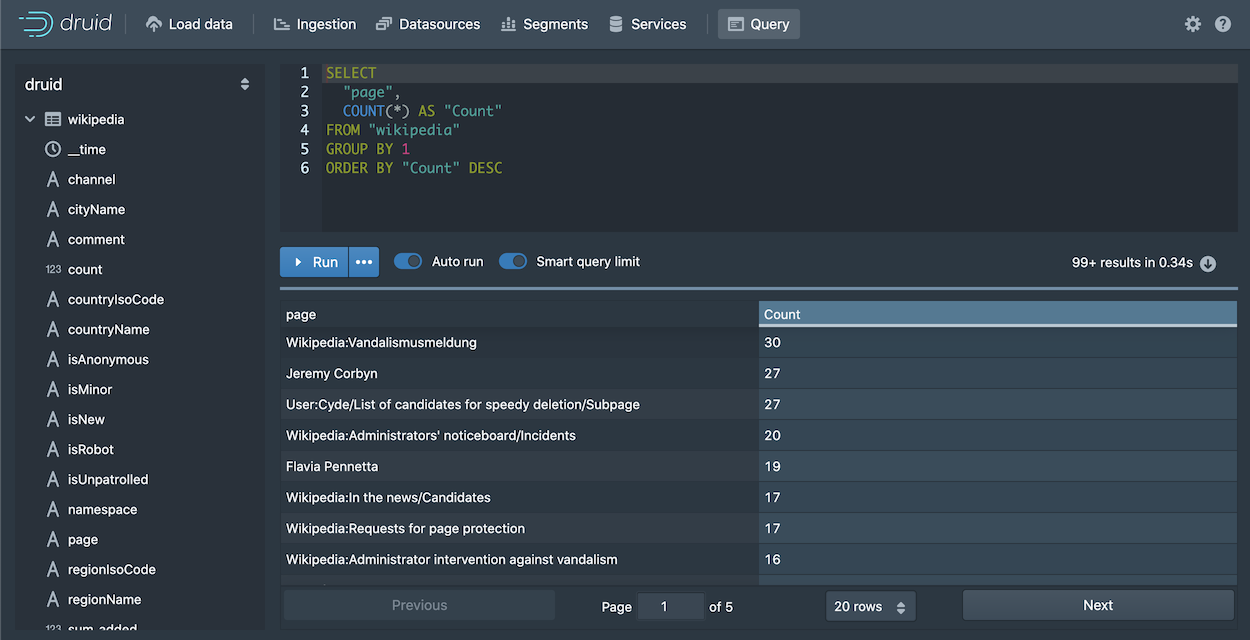 druid Load data Ingestion Datasources Segments Services Query
druid
wikipedia
__time
A channel
A cityName
A comment
123 count
A countryIsoCode
A countryName
A isAnonymous
A isMinor
A isNew
A isRobot
A isUnpatrolled
A namespace
A page
A regionIsoCode
A regionName
123 sum_added
1 SELECT
2 "page",
3 COUNT(*) AS "Count"
4 FROM "wikipedia"
5 GROUP BY 1
6 ORDER BY "Count" DESC
Run Auto run Smart query limit 99+ results in 0.34s
page Count
Wikipedia:Vandalismusmeldung 30
Jeremy Corbyn 27
User:Cyde/List of candidates for speedy deletion/Subpage 27
Wikipedia:Administrators' noticeboard/Incidents 20
Flavia Pennetta 19
Wikipedia:In the news/Candidates 17
Wikipedia:Requests for page protection 17
Wikipedia:Administrator intervention against vandalism 16
Previous Page 1 of 5 20 rows Next